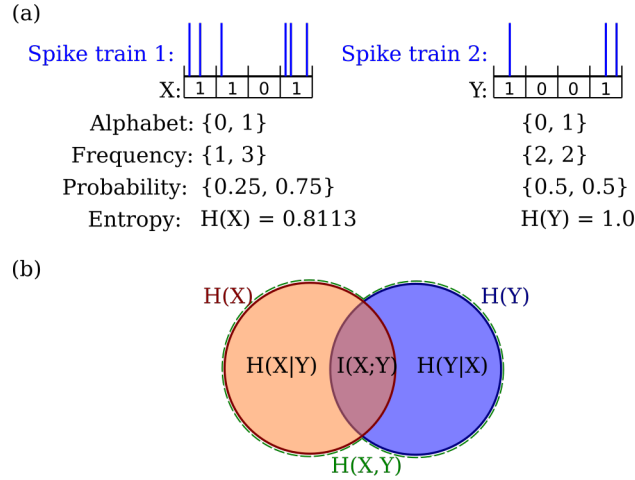 (a)
Spike train 1: Spike train 2:
X: 1 1 0 1 Y: 1 0 0 1
Alphabet: {0, 1} {0, 1}
Frequency: {1, 3} {2, 2}
Probability: {0.25, 0.75} {0.5, 0.5}
Entropy: H(X) = 0.8113 H(Y) = 1.0
(b)
H(X) H(Y)
H(X|Y) I(X;Y) H(Y|X)
H(X,Y)